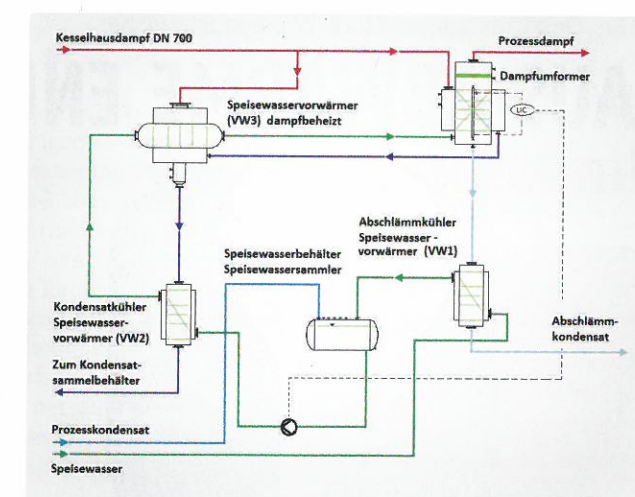 Kesselhausdampf DN 700
Prozessdampf
Dampfumformer
LIC
Speisewasservorwärmer
(VW3) dampfbeheizt
Abschlämmkühler
Speisewasser -
vorwärmer (VW1)
Speisewasserbehälter
Speisewassersammler
Kondensatkühler
Speisewasser-
vorwärmer (VW2)
Abschlämm-
kondensat
Zum Kondensat-
sammelbehälter
Prozesskondensat
Speisewasser